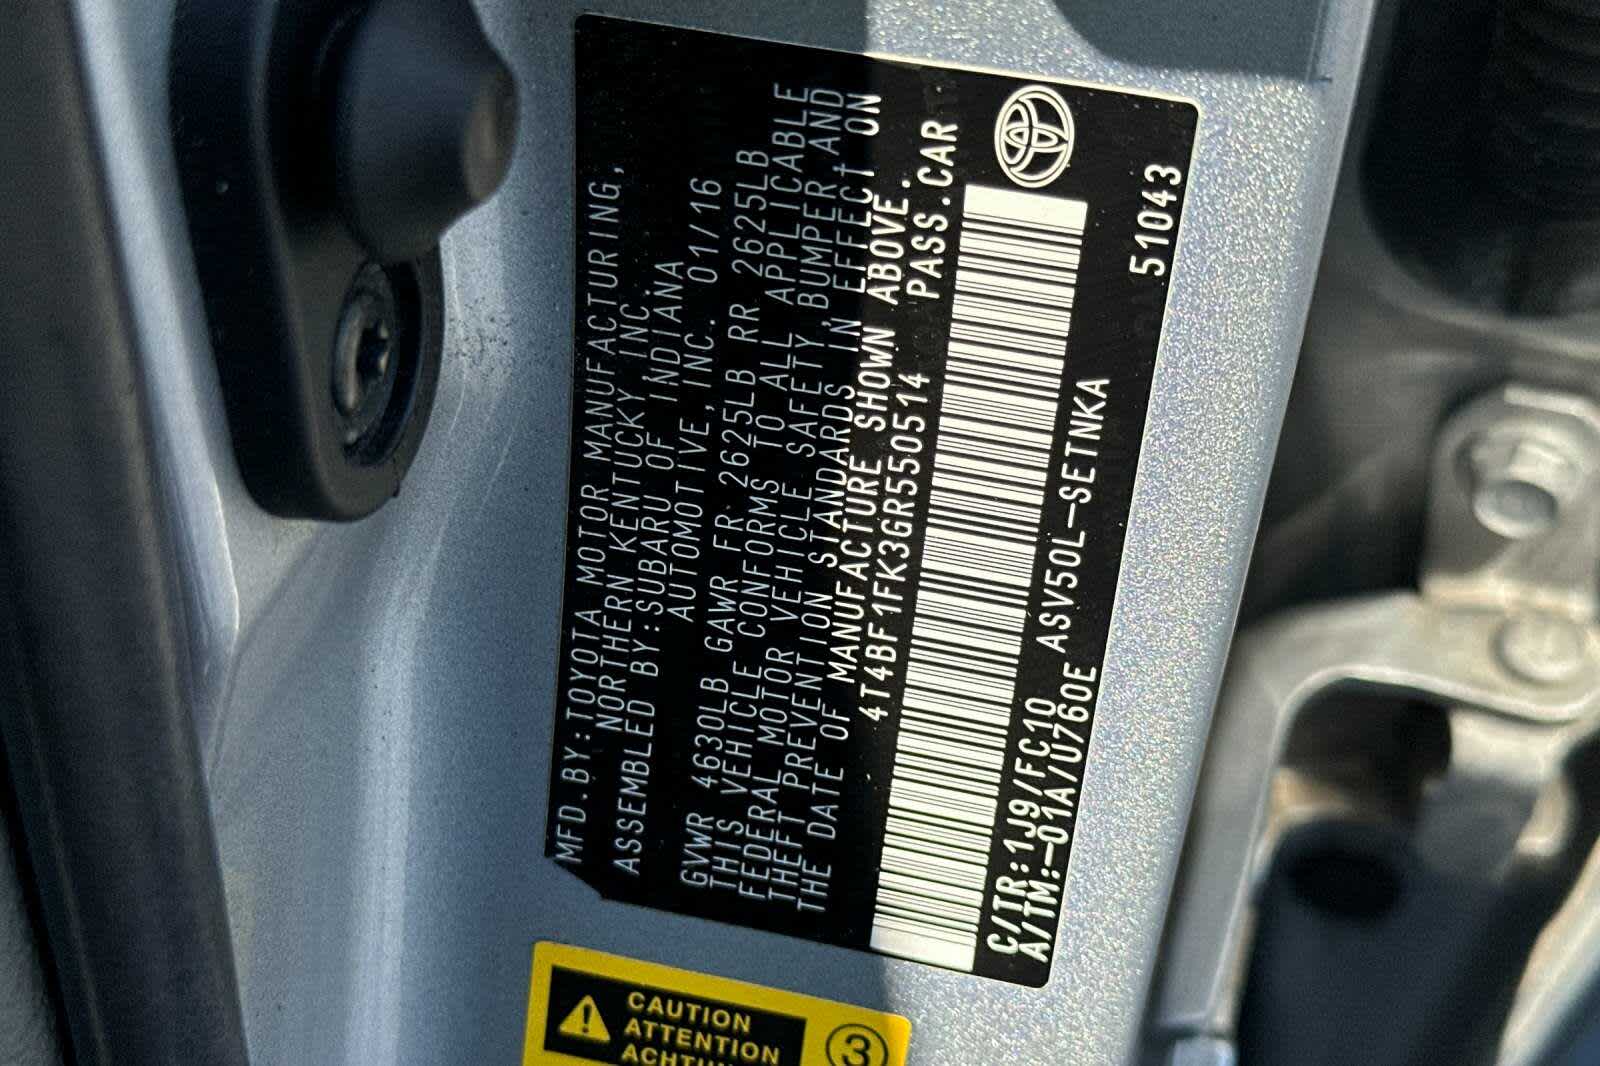 MFD.BY:TOYOTA MOTOR MANUFACTURING,
NORTHERN KENTUCKY INC.
ASSEMBLED BY:SUBARU OF INDIANA
AUTOMOTIVE,INC. 01/16
GVWR 4630LB GAWR FR 2625LB RR 2625LB
THIS VEHICLE CONFORMS TO ALL APPLICABLE
FEDERAL MOTOR VEHICLE SAFETY,BUMPER,AND
THEFT PREVENTION STANDARDS IN EFFECT ON
THE DATE OF MANUFACTURE SHOWN ABOVE.
4T4BF1FK3GR550514 PASS.CAR
C/TR:1J9/FC10 ASV50L-SETNKA
A/TM:-01A/U760E
51043
CAUTION
ATTENTION
ACHTUNG
3